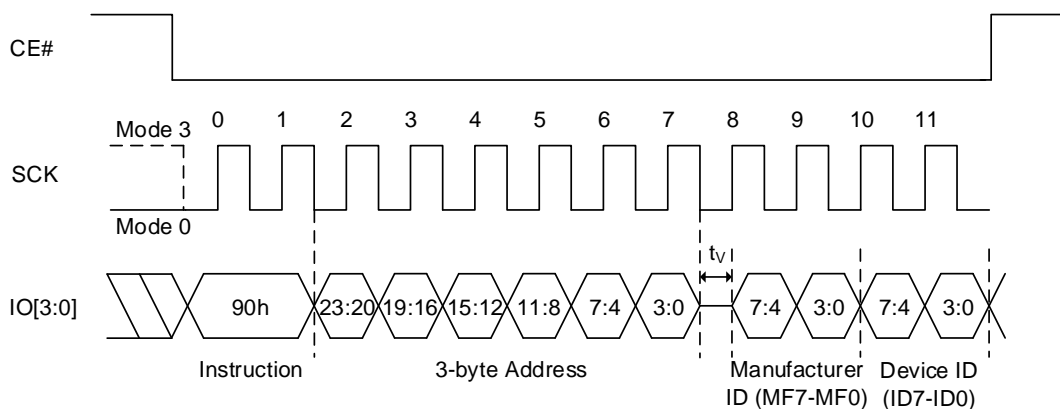 CE#
0 1 2 3 4 5 6 7 8 9 10 11
Mode 3
SCK
Mode 0
tV
IO[3:0]
90h 23:20 19:16 15:12 11:8 7:4 3:0 7:4 3:0 7:4 3:0
Instruction 3-byte Address Manufacturer Device ID
ID (MF7-MF0) (ID7-ID0)